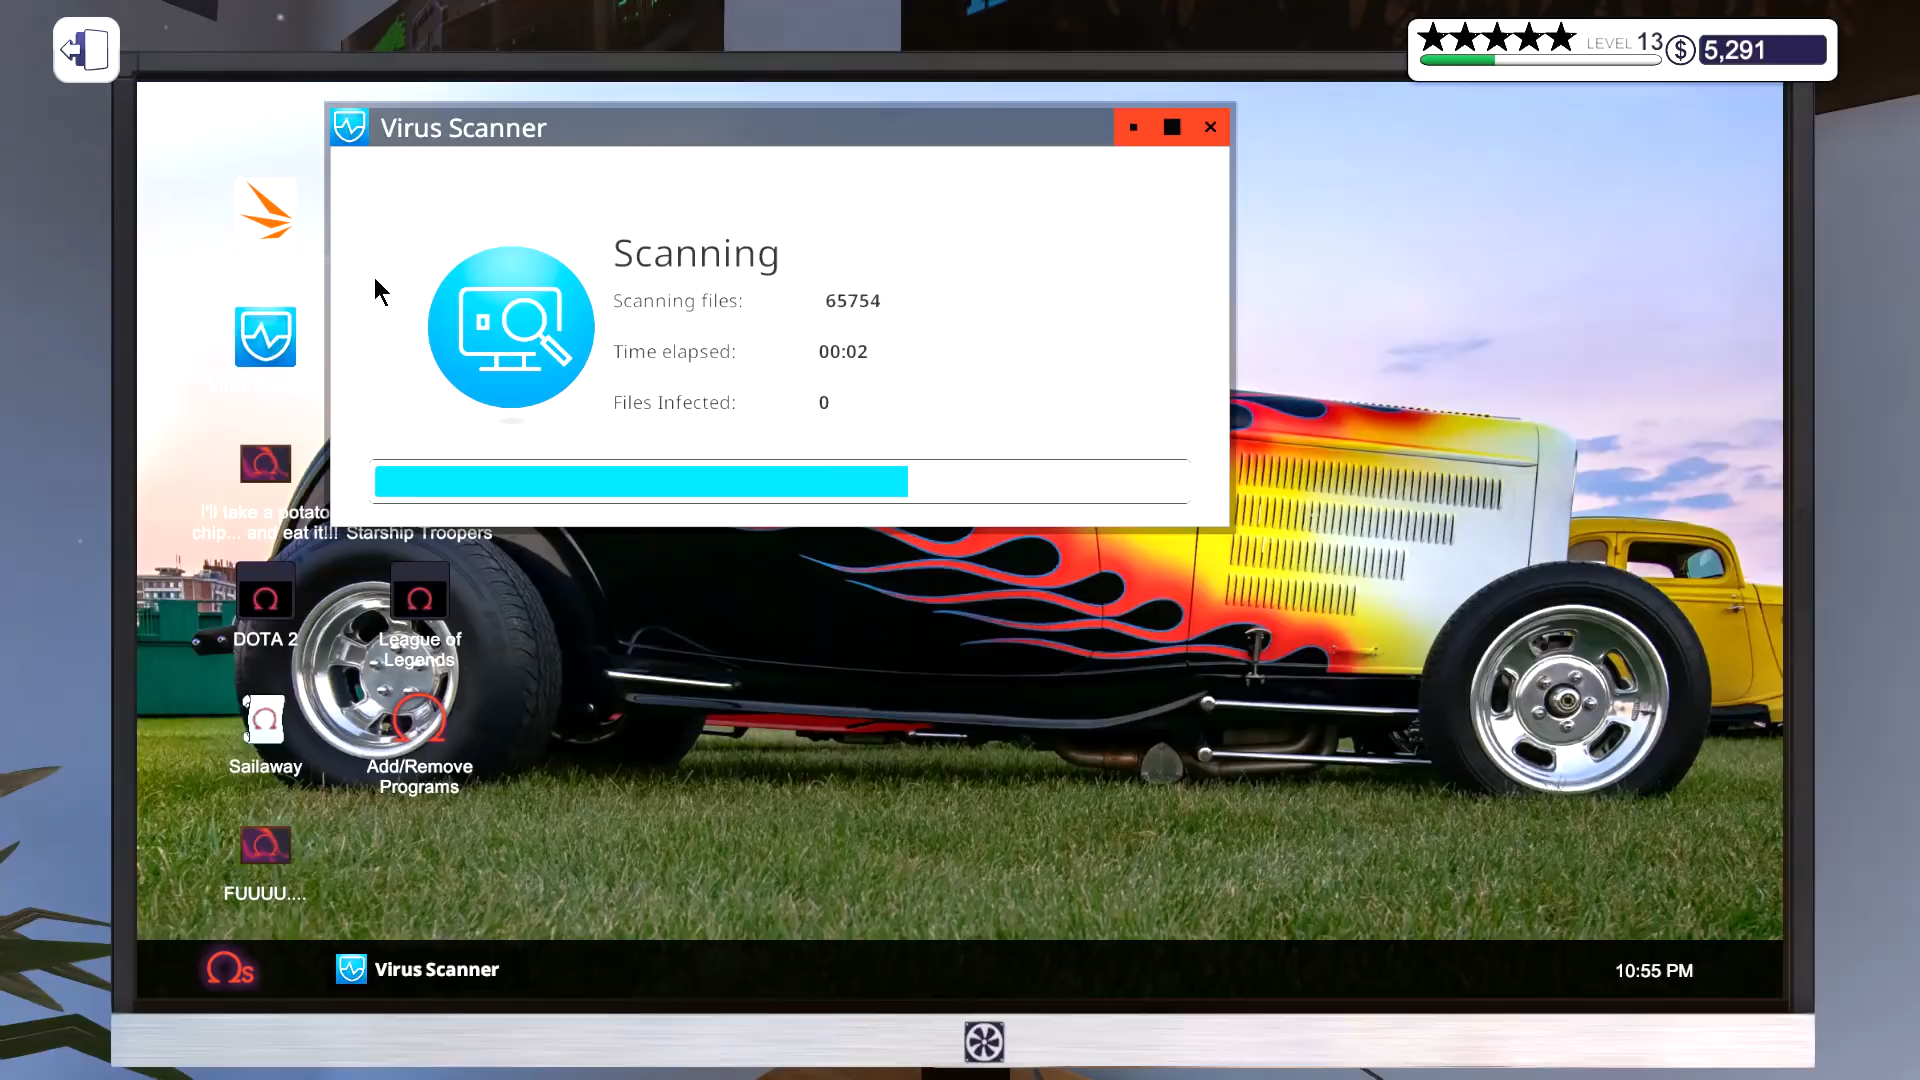 LEVEL 13
$ 5,291
Virus Scanner
Scanning
Scanning files: 65754
Time elapsed: 00:02
Files Infected: 0
I'll take a potato
chip... and eat it!!!
Starship Troopers
DOTA 2
League of
Legends
Sailaway
Add/Remove
Programs
FUUUU....
Ωs
Virus Scanner
10:55 PM